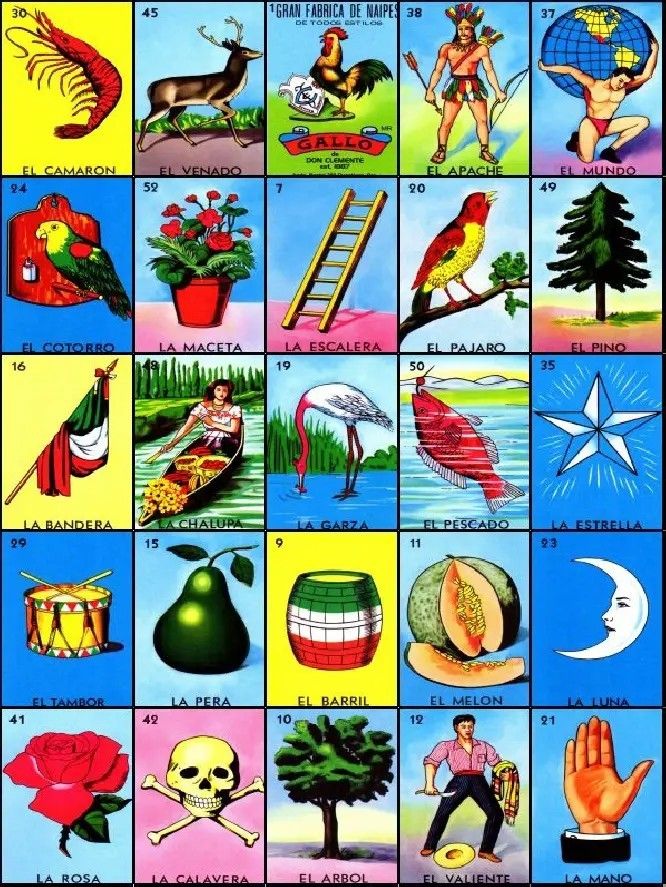 30
EL CAMARON
45
EL VENADO
1 GRAN FABRICA DE NAIPES
DE TODOS ESTILOS
MR
GALLO
de
DON CLEMENTE
est. 1887
38
EL APACHE
37
EL MUNDO
24
EL COTORRO
52
LA MACETA
7
LA ESCALERA
20
EL PAJARO
49
EL PINO
16
LA BANDERA
48
LA CHALUPA
19
LA GARZA
50
EL PESCADO
35
LA ESTRELLA
29
EL TAMBOR
15
LA PERA
9
EL BARRIL
11
EL MELON
23
LA LUNA
41
LA ROSA
42
LA CALAVERA
10
EL ARBOL
12
EL VALIENTE
21
LA MANO